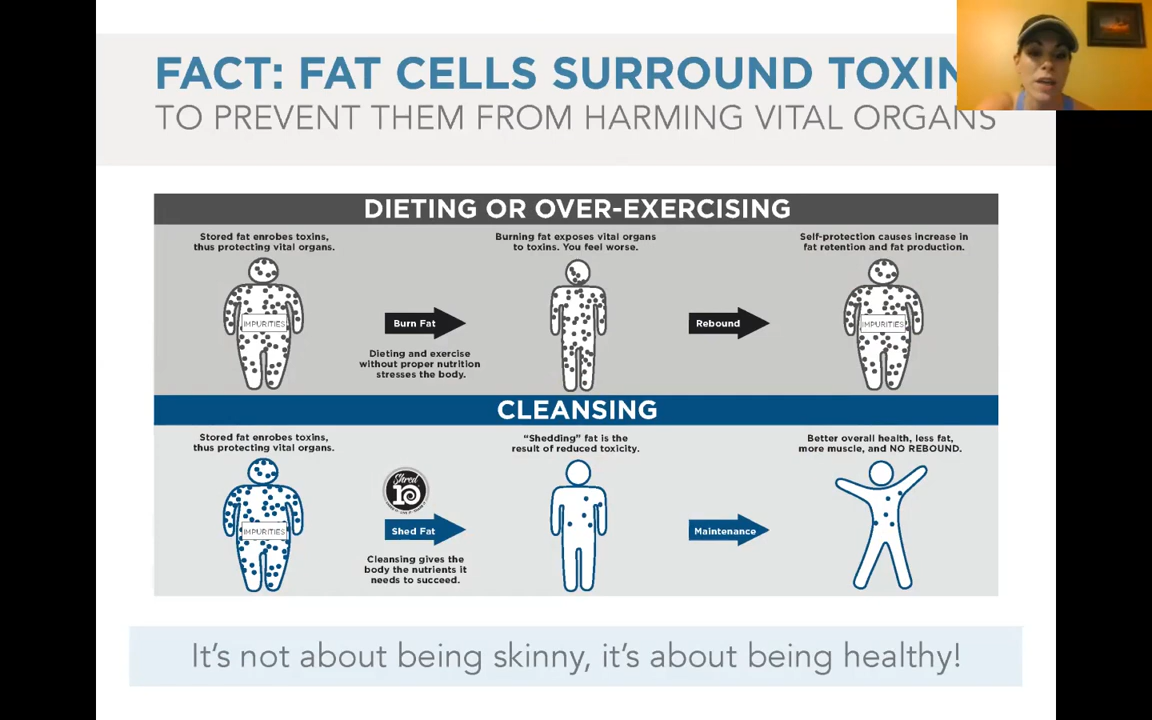 FACT: FAT CELLS SURROUND TOXIN
TO PREVENT THEM FROM HARMING VITAL ORGANS
DIETING OR OVER-EXERCISING
Stored fat enrobes toxins,
thus protecting vital organs.
Burning fat exposes vital organs
to toxins. You feel worse.
Self-protection causes increase in
fat retention and fat production.
IMPURITIES
Burn Fat
Rebound
IMPURITIES
Dieting and exercise
without proper nutrition
stresses the body.
CLEANSING
Stored fat enrobes toxins,
thus protecting vital organs.
“Shedding” fat is the
result of reduced toxicity.
Better overall health, less fat,
more muscle, and NO REBOUND.
Shred
10
IMPURITIES
Shed Fat
Maintenance
Cleansing gives the
body the nutrients it
needs to succeed.
It’s not about being skinny, it’s about being healthy!